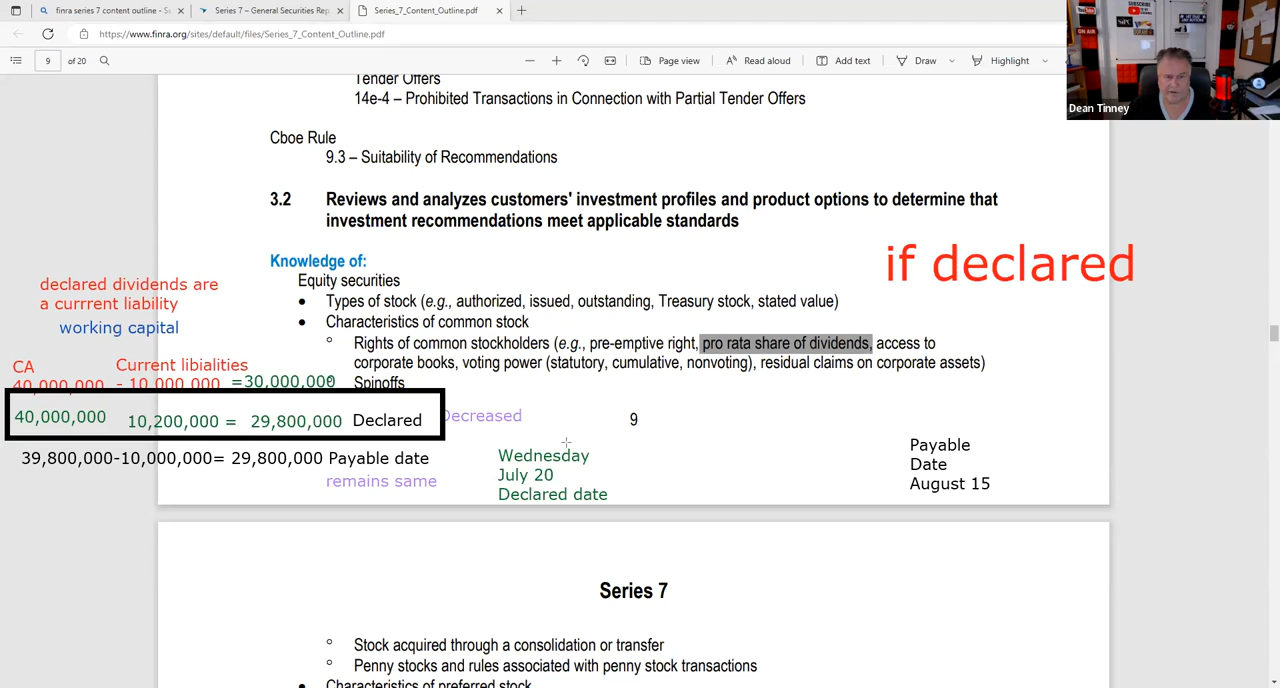 finra series 7 content outline - Se
Series 7 – General Securities Rep
Series_7_Content_Outline.pdf
https://www.finra.org/sites/default/files/Series_7_Content_Outline.pdf
9 of 20
Page view
Read aloud
Add text
Draw
Highlight
Dean Tinney
Tender Offers
14e-4 – Prohibited Transactions in Connection with Partial Tender Offers
Cboe Rule
9.3 – Suitability of Recommendations
3.2 Reviews and analyzes customers' investment profiles and product options to determine that
investment recommendations meet applicable standards
if declared
Knowledge of:
Equity securities
declared dividends are
a currrent liability
working capital
• Types of stock (e.g., authorized, issued, outstanding, Treasury stock, stated value)
• Characteristics of common stock
° Rights of common stockholders (e.g., pre-emptive right, pro rata share of dividends, access to
corporate books, voting power (statutory, cumulative, nonvoting), residual claims on corporate assets)
Spinoffs
CA
Current libialities
40,000,000 - 10,000,000 =30,000,000
40,000,000 10,200,000 = 29,800,000 Declared
Decreased
9
39,800,000-10,000,000= 29,800,000 Payable date
remains same
Wednesday
July 20
Declared date
Payable
Date
August 15
Series 7
° Stock acquired through a consolidation or transfer
° Penny stocks and rules associated with penny stock transactions
• Characteristics of preferred stock